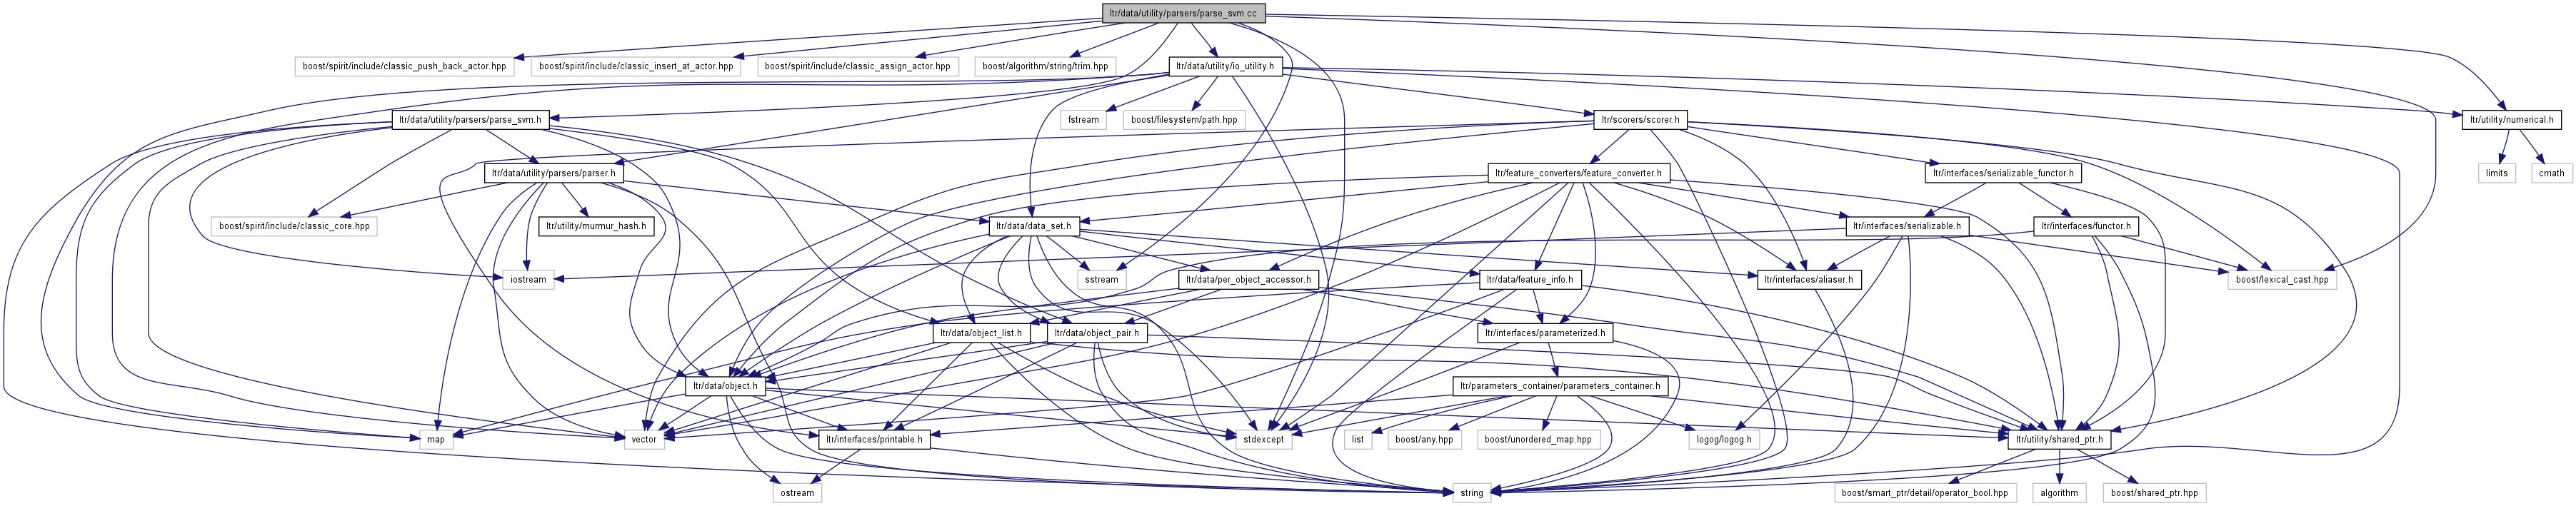 ltr/data/utility/parsers/parse_svm.cc
boost/spirit/include/classic_push_back_actor.hpp
boost/spirit/include/classic_insert_at_actor.hpp
boost/spirit/include/classic_assign_actor.hpp
boost/algorithm/string/trim.hpp
ltr/data/utility/io_utility.h
ltr/data/utility/parsers/parse_svm.h
fstream
boost/filesystem/path.hpp
ltr/scorers/scorer.h
ltr/utility/numerical.h
ltr/data/utility/parsers/parser.h
ltr/feature_converters/feature_converter.h
ltr/interfaces/serializable_functor.h
limits
cmath
boost/spirit/include/classic_core.hpp
ltr/utility/murmur_hash.h
ltr/data/data_set.h
ltr/interfaces/serializable.h
ltr/interfaces/functor.h
iostream
sstream
ltr/data/per_object_accessor.h
ltr/data/feature_info.h
ltr/interfaces/aliaser.h
boost/lexical_cast.hpp
ltr/data/object_list.h
ltr/data/object_pair.h
ltr/interfaces/parameterized.h
ltr/data/object.h
ltr/parameters_container/parameters_container.h
map
vector
ltr/interfaces/printable.h
stdexcept
list
boost/any.hpp
boost/unordered_map.hpp
logog/logog.h
ltr/utility/shared_ptr.h
ostream
string
boost/smart_ptr/detail/operator_bool.hpp
algorithm
boost/shared_ptr.hpp